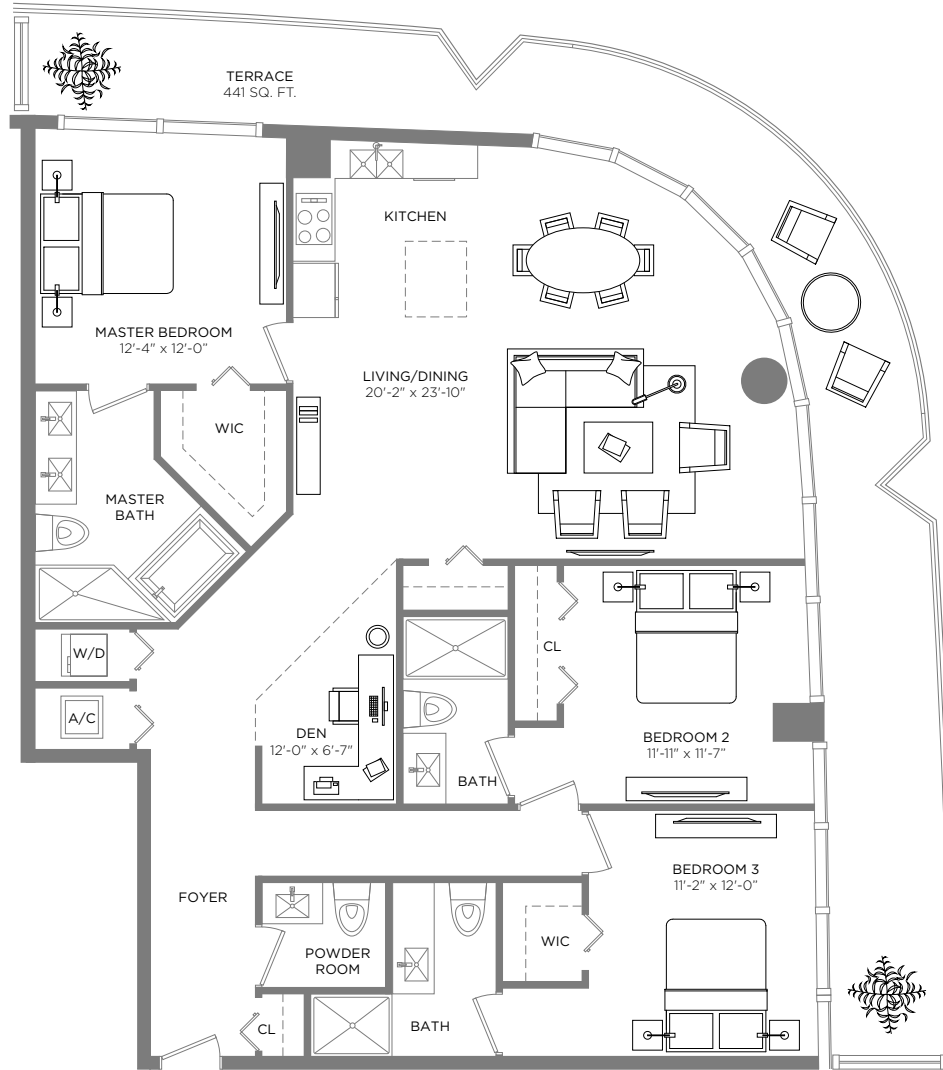 TERRACE
441 SQ. FT.
KITCHEN
MASTER BEDROOM
12'-4" x 12'-0"
LIVING/DINING
20'-2" x 23'-10"
WIC
MASTER
BATH
W/D
CL
A/C
DEN
12'-0" x 6'-7"
BEDROOM 2
11'-11" x 11'-7"
BATH
BEDROOM 3
11'-2" x 12'-0"
FOYER
POWDER
ROOM
WIC
CL
BATH